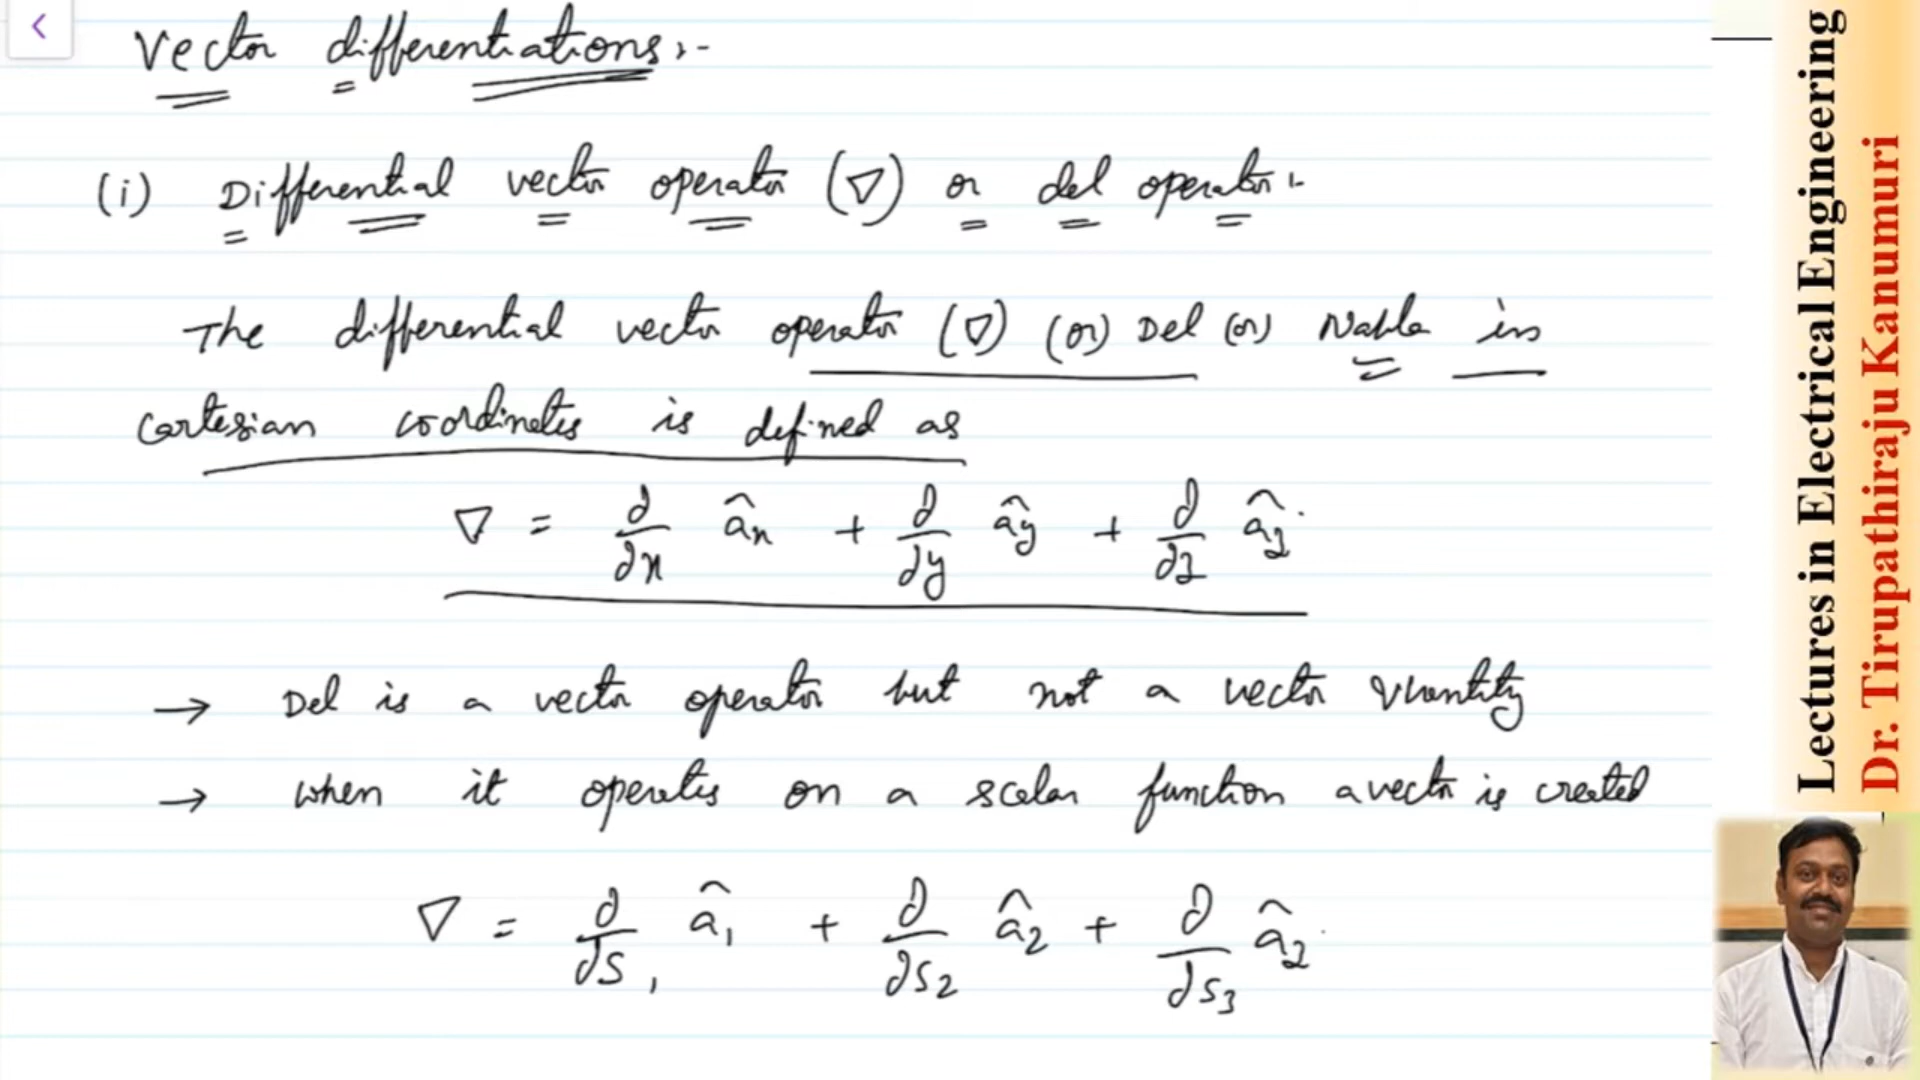 Vector differentiations:-
(i) Differential vector operator (∇) or del operator:-
The differential vector operator (∇) (or) Del (or) Nabla in
Cartesian coordinates is defined as
∇ = ∂/∂x âx + ∂/∂y ây + ∂/∂z âz.
→ Del is a vector operator but not a vector quantity
→ when it operates on a scalar function a vector is created
∇ = ∂/∂s₁ â₁ + ∂/∂s₂ â₂ + ∂/∂s₃ â₂.
Lectures in Electrical Engineering
Dr. Tirupathiraju Kanumuri